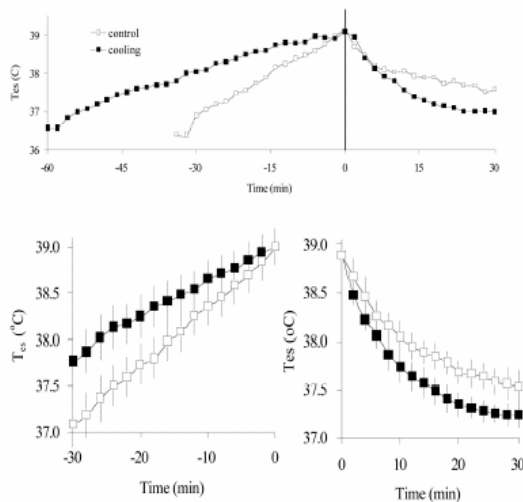 control
cooling
39
38
37
36
Tes (C)
-60 -45 -30 -15 0 15 30
Time (min)
39.0
38.5
38.0
37.5
37.0
Tes (°C)
-30 -20 -10 0
Time (min)
39.0
38.5
38.0
37.5
37.0
Tes (oC)
0 10 20 30
Time (min)